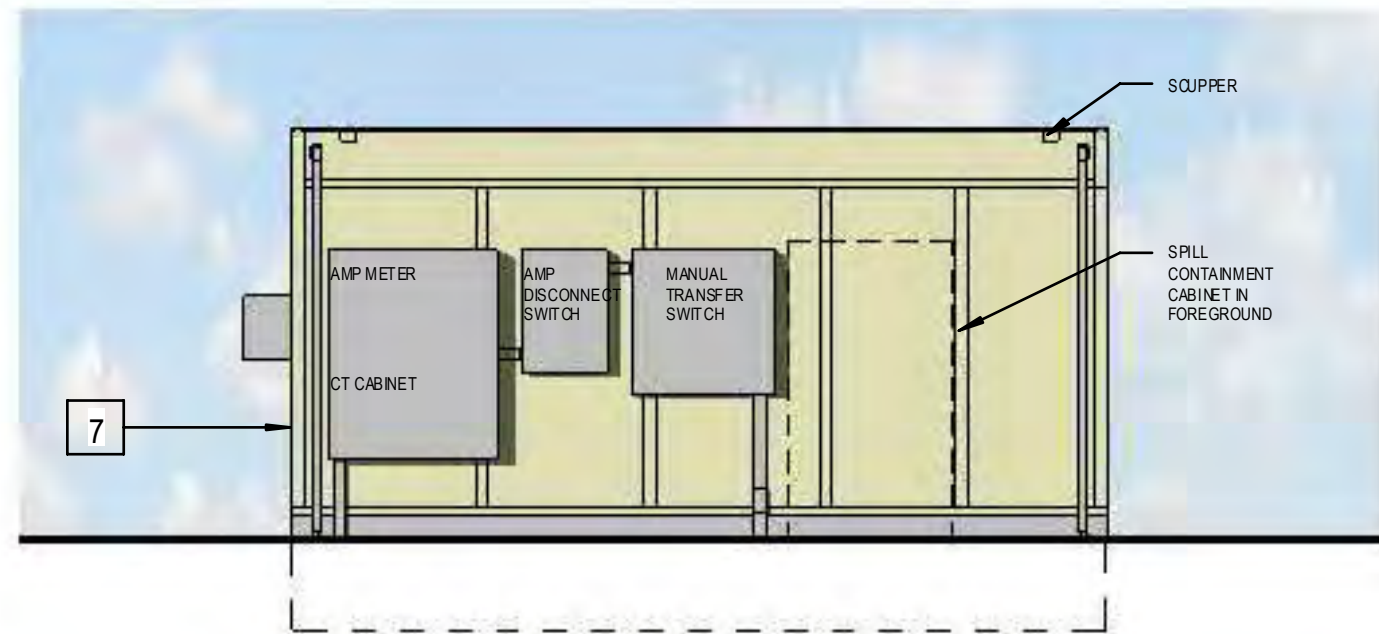 SCUPPER
AMP METER
AMP
DISCONNECT
SWITCH
MANUAL
TRANSFER
SWITCH
SPILL
CONTAINMENT
CABINET IN
FOREGROUND
CT CABINET
7